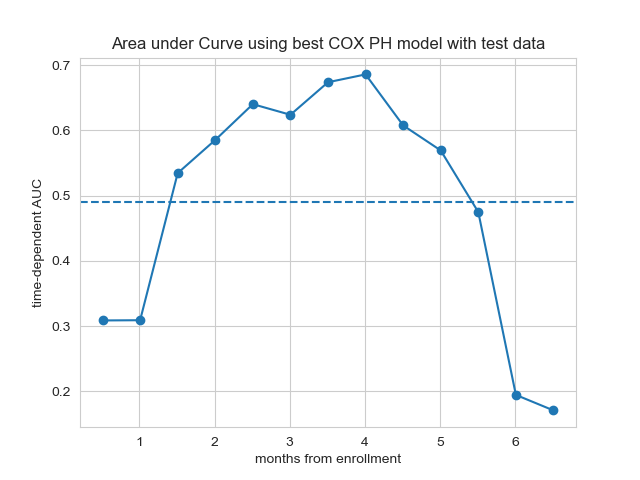 Area under Curve using best COX PH model with test data
0.7
0.6
0.5
0.4
0.3
0.2
time-dependent AUC
1 2 3 4 5 6
months from enrollment